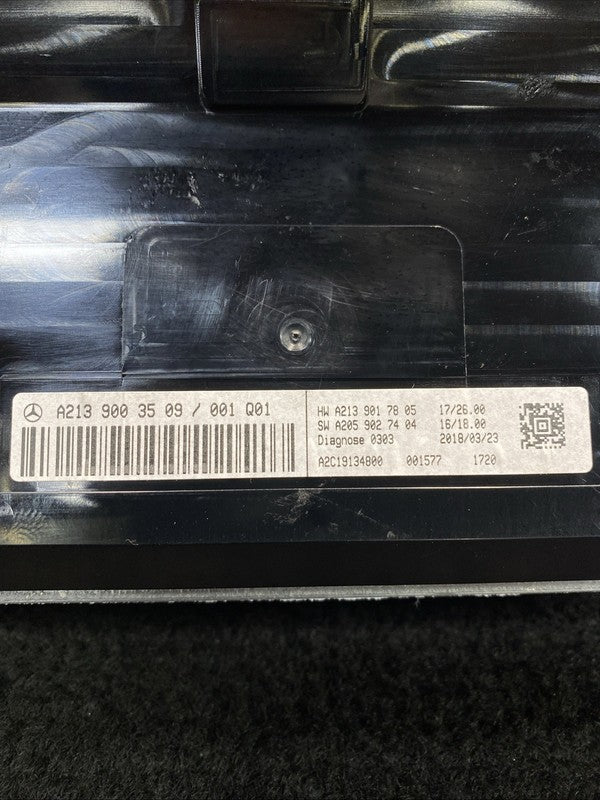 A213 900 35 09 / 001 Q01
HW A213 901 78 05 17/26.00
SW A205 902 74 04 16/18.00
Diagnose 0303 2018/03/23
A2C19134800 001577 1720